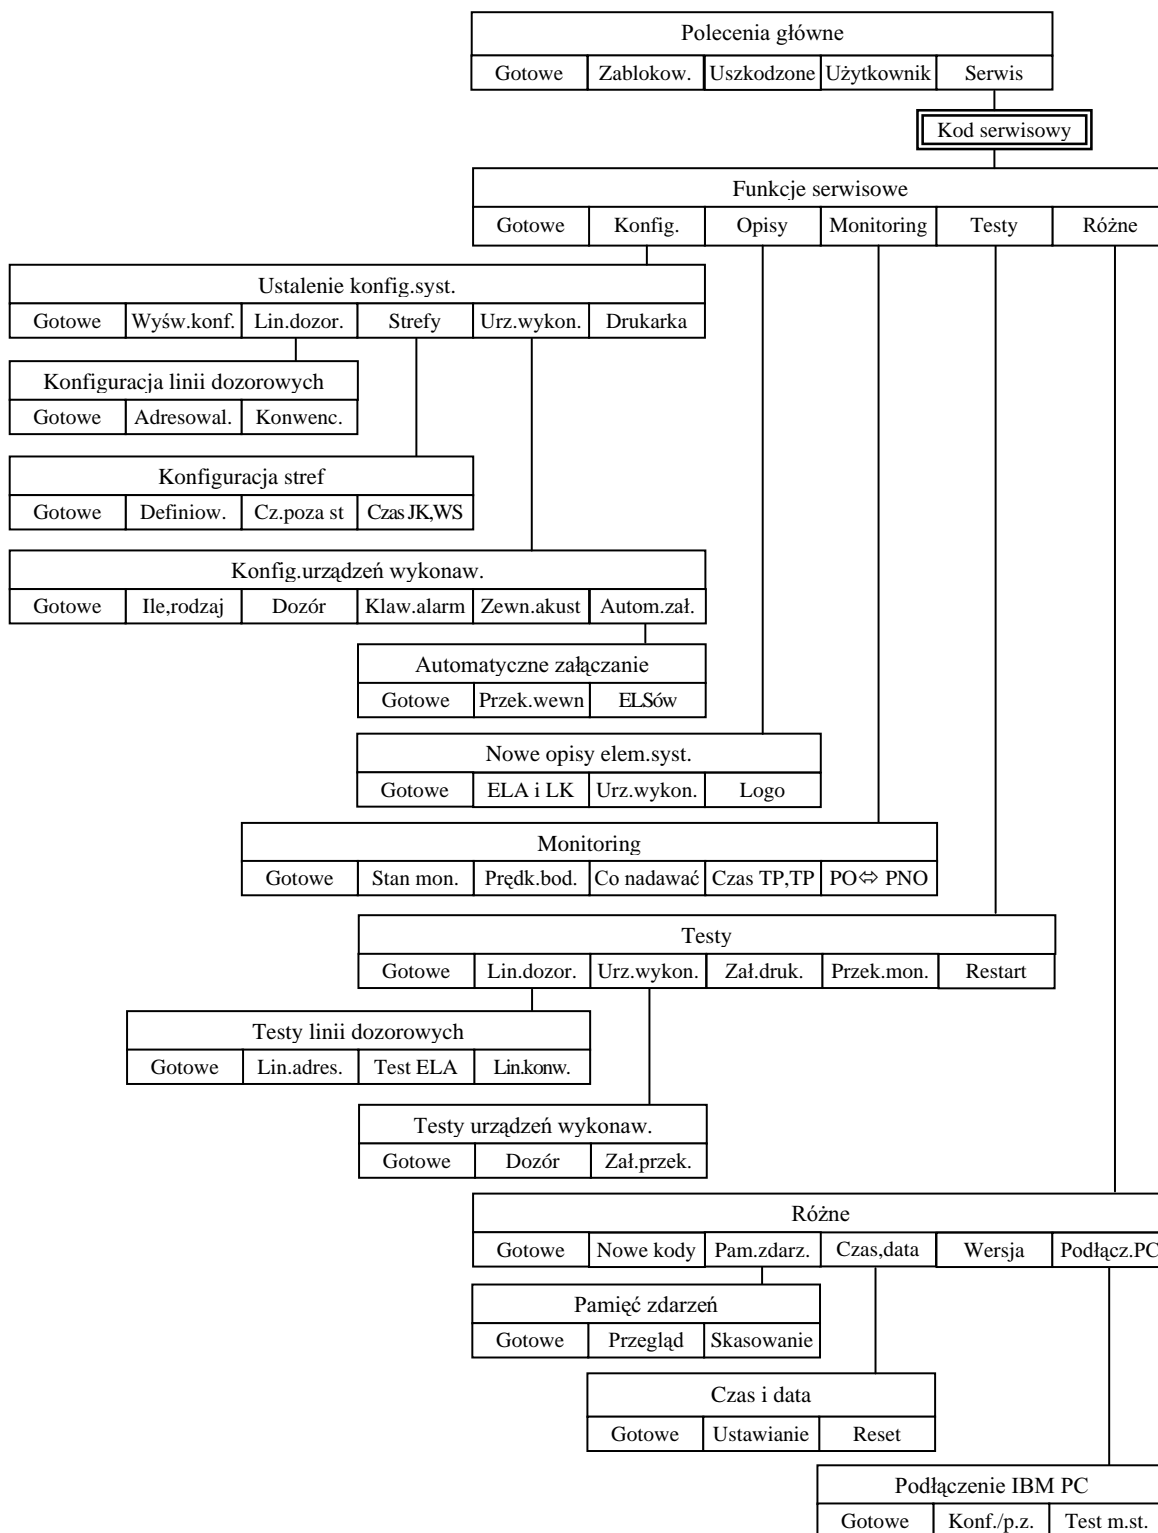 Polecenia główne
Gotowe Zablokow. Uszkodzone Użytkownik Serwis
Kod serwisowy
Funkcje serwisowe
Gotowe Konfig. Opisy Monitoring Testy Różne
Ustalenie konfig.syst.
Gotowe Wyśw.konf. Lin.dozor. Strefy Urz.wykon. Drukarka
Konfiguracja linii dozorowych
Gotowe Adresowal. Konwenc.
Konfiguracja stref
Gotowe Definiow. Cz.poza st Czas JK,WS
Konfig.urządzeń wykonaw.
Gotowe Ile,rodzaj Dozór Klaw.alarm Zewn.akust Autom.zał.
Automatyczne załączanie
Gotowe Przek.wewn ELSów
Nowe opisy elem.syst.
Gotowe ELA i LK Urz.wykon. Logo
Monitoring
Gotowe Stan mon. Prędk.bod. Co nadawać Czas TP,TP PO⇔ PNO
Testy
Gotowe Lin.dozor. Urz.wykon. Zał.druk. Przek.mon. Restart
Testy linii dozorowych
Gotowe Lin.adres. Test ELA Lin.konw.
Testy urządzeń wykonaw.
Gotowe Dozór Zał.przek.
Różne
Gotowe Nowe kody Pam.zdarz. Czas,data Wersja Podłącz.PC
Pamięć zdarzeń
Gotowe Przegląd Skasowanie
Czas i data
Gotowe Ustawianie Reset
Podłączenie IBM PC
Gotowe Konf./p.z. Test m.st.